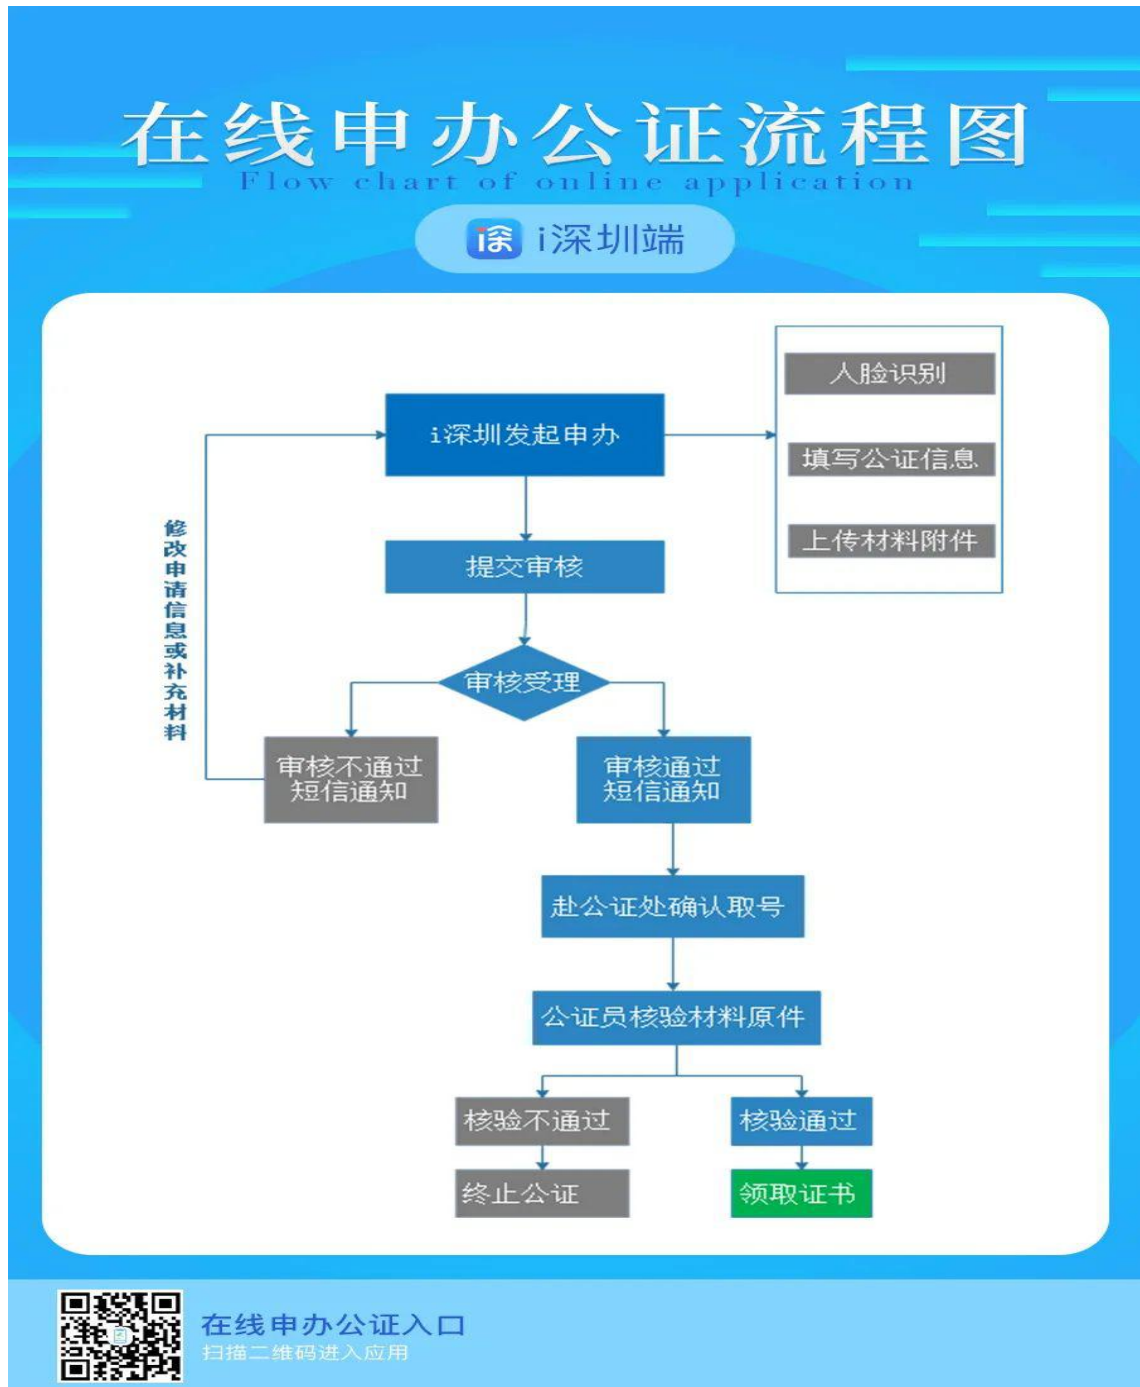 在线申办公证流程图
Flow chart of online application
i深 i深圳端
人脸识别
i深圳发起申办
填写公证信息
上传材料附件
提交审核
修改申请信息或补充材料
审核受理
审核不通过
短信通知
审核通过
短信通知
赴公证处确认取号
公证员核验材料原件
核验不通过
核验通过
终止公证
领取证书
在线申办公证入口
扫描二维码进入应用